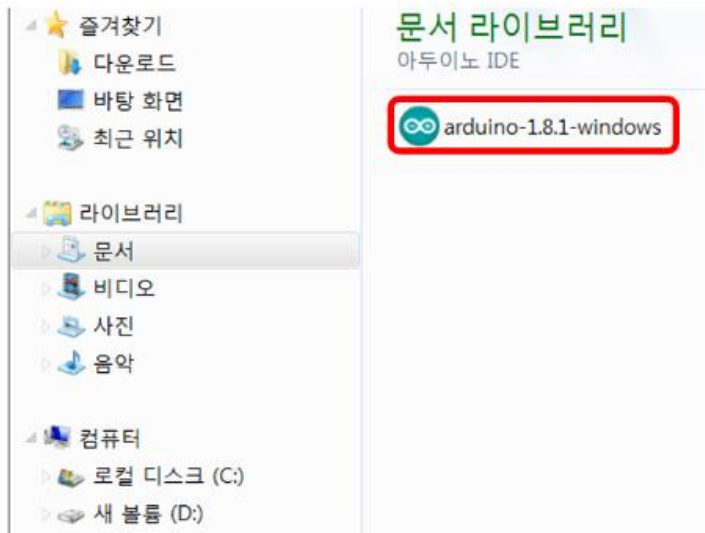 즐겨찾기
다운로드
바탕 화면
최근 위치
라이브러리
문서
비디오
사진
음악
컴퓨터
로컬 디스크 (C:)
새 볼륨 (D:)
문서 라이브러리
아두이노 IDE
arduino-1.8.1-windows